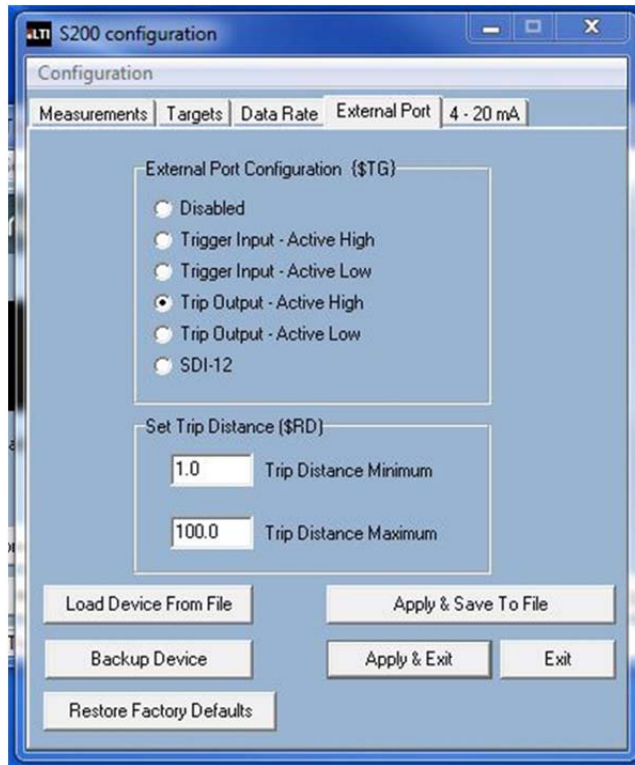 LTI S200 configuration
Configuration
Measurements Targets Data Rate External Port 4 - 20 mA
External Port Configuration {$TG}
Disabled
Trigger Input - Active High
Trigger Input - Active Low
Trip Output - Active High
Trip Output - Active Low
SDI-12
Set Trip Distance ($RD)
1.0 Trip Distance Minimum
100.0 Trip Distance Maximum
Load Device From File Apply & Save To File
Backup Device Apply & Exit Exit
Restore Factory Defaults